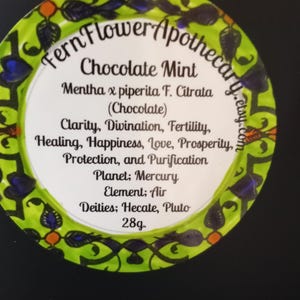 FernFlowerApothecary.etsy.com
Chocolate Mint
Mentha x piperita F. Citrata
(Chocolate)
Clarity, Divination, Fertility,
Healing, Happiness, Love, Prosperity,
Protection, and Purification
Planet; Mercury
Element; Air
Deities; Hecate, Pluto
28g.